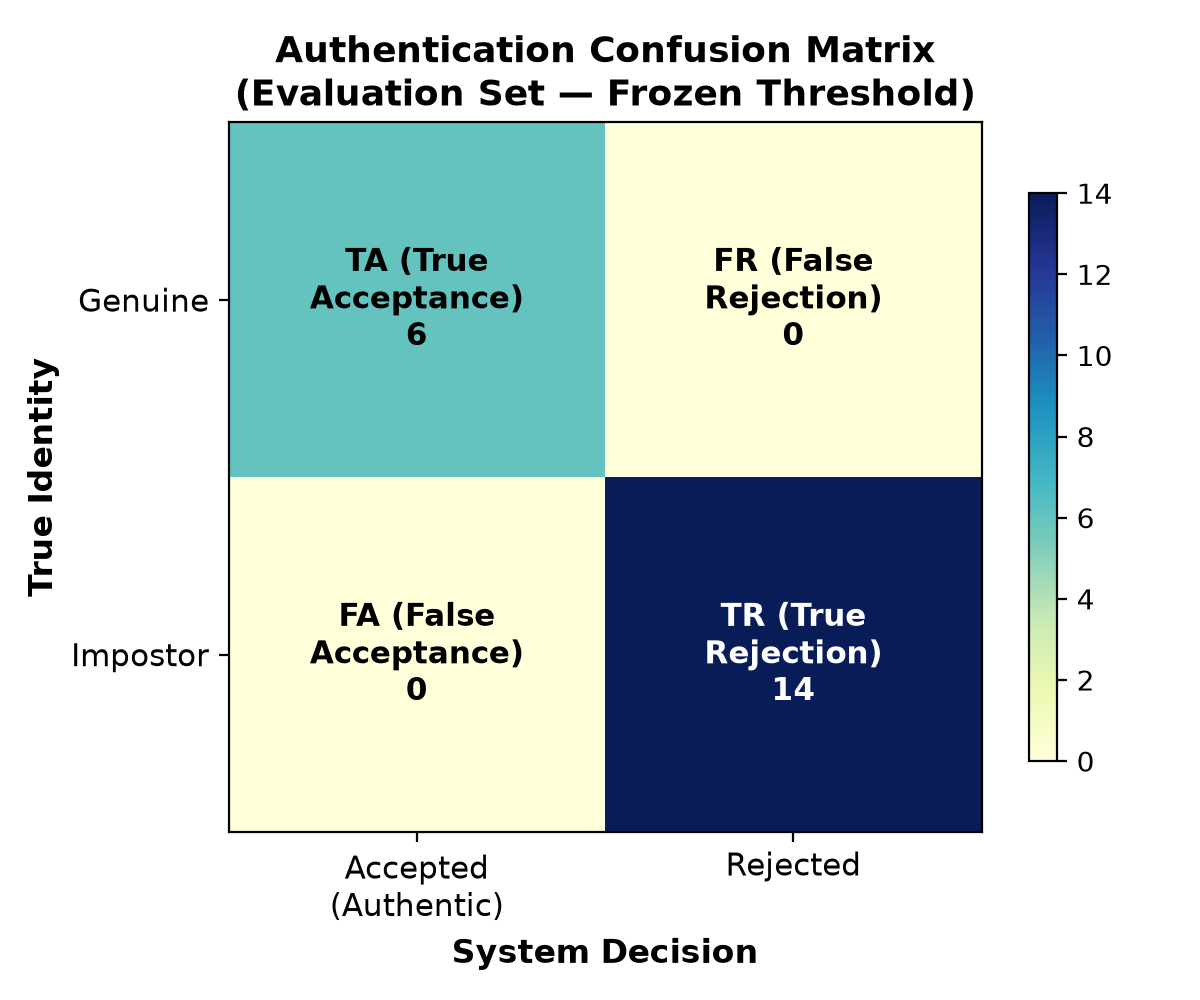 Authentication Confusion Matrix
(Evaluation Set — Frozen Threshold)
True Identity
Genuine
Impostor
TA (True
Acceptance)
6
FR (False
Rejection)
0
FA (False
Acceptance)
0
TR (True
Rejection)
14
14
12
10
8
6
4
2
0
Accepted
(Authentic)
Rejected
System Decision